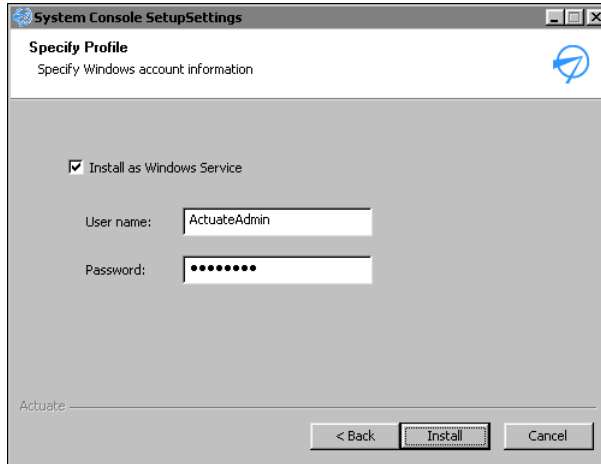 System Console SetupSettings
Specify Profile
Specify Windows account information
Install as Windows Service
User name: ActuateAdmin
Password: ●●●●●●●●
Actuate
< Back Install Cancel